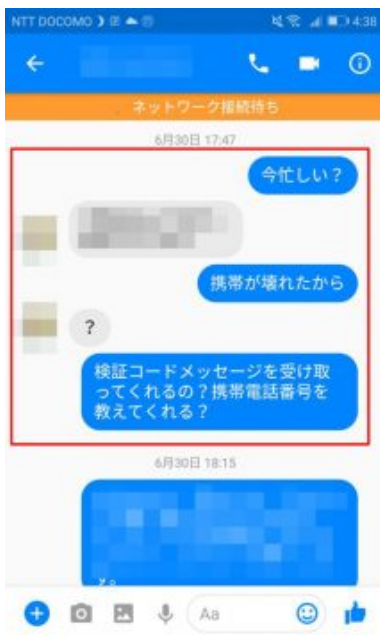 NTT DOCOMO
4:38
ネットワーク接続待ち
6月30日 17:47
今忙しい？
携帯が壊れたから
？
検証コードメッセージを受け取
ってくれるの？携帯電話番号を
教えてくれる？
6月30日 18:15
Aa